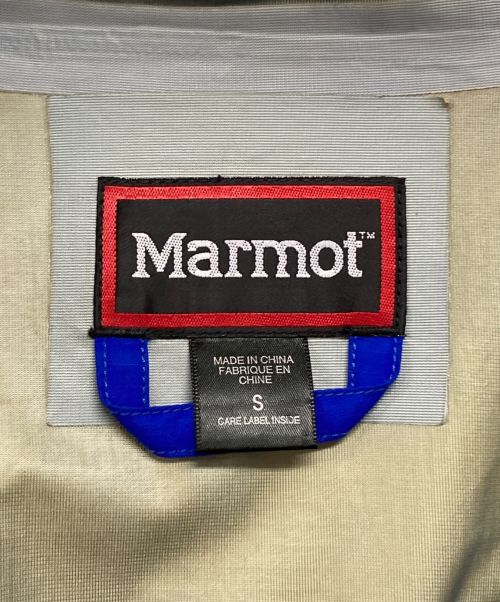 Marmot™
MADE IN CHINA
FABRIQUE EN
CHINE
S
CARE LABEL INSIDE